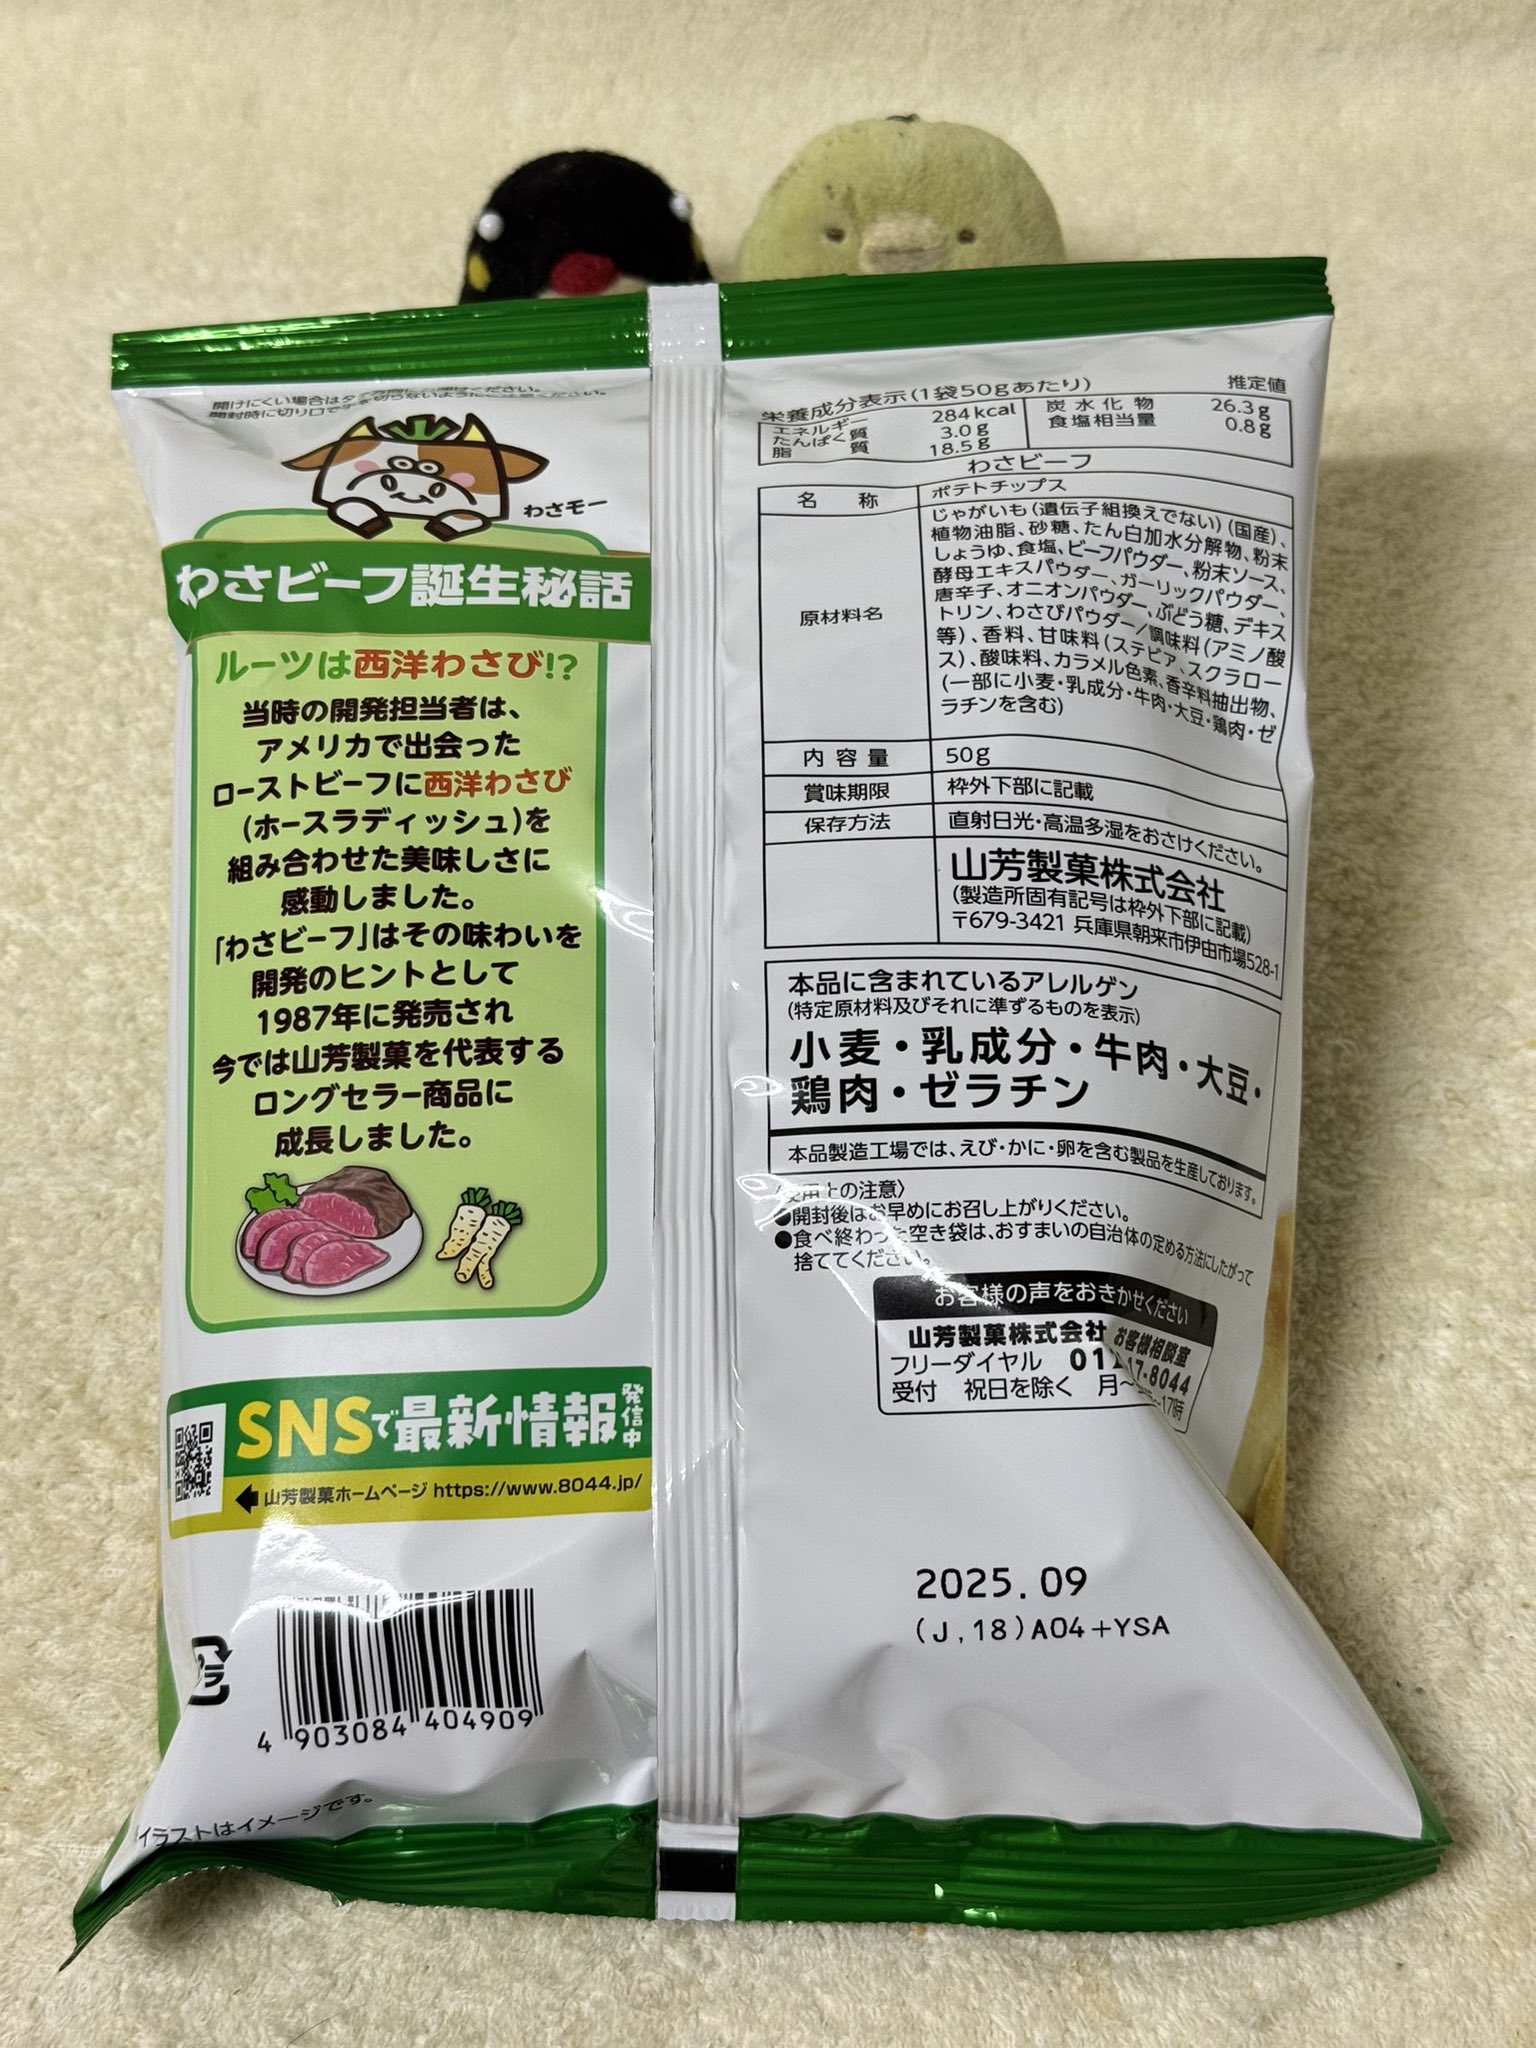 開封時に切り口で手を切らないように
わさモー
わさビーフ誕生秘話
ルーツは西洋わさび!?
当時の開発担当者は、
アメリカで出会った
ローストビーフに西洋わさび
(ホースラディッシュ)を
組み合わせた美味しさに
感動しました。
「わさビーフ」はその味わいを
開発のヒントとして
1987年に発売され
今では山芳製菓を代表する
ロングセラー商品に
成長しました。
SNSで最新情報発信中
山芳製菓ホームページ https://www.8044.jp/
4 903084 404909
プラ
イラストはイメージです。
栄養成分表示(1袋50gあたり) 推定値
エネルギー 284kcal 炭水化物 26.3g
たんぱく質 3.0g 食塩相当量 0.8g
脂質 18.5g
わさビーフ
名称 ポテトチップス
原材料名 じゃがいも(遺伝子組換えでない)(国産)、
植物油脂、砂糖、たん白加水分解物、粉末
しょうゆ、食塩、ビーフパウダー、粉末ソース、
酵母エキスパウダー、ガーリックパウダー、
唐辛子、オニオンパウダー、ぶどう糖、デキス
トリン、わさびパウダー/調味料(アミノ酸
等)、香料、甘味料(ステビア、スクラロー
ス)、酸味料、カラメル色素、香辛料抽出物、
(一部に小麦・乳成分・牛肉・大豆・鶏肉・ゼ
ラチンを含む)
内容量 50g
賞味期限 枠外下部に記載
保存方法 直射日光・高温多湿をおさけください。
山芳製菓株式会社
(製造所固有記号は枠外下部に記載)
〒679-3421 兵庫県朝来市伊由市場528-1
本品に含まれているアレルゲン
(特定原材料及びそれに準ずるものを表示)
小麦・乳成分・牛肉・大豆・
鶏肉・ゼラチン
本品製造工場では、えび・かに・卵を含む製品を生産しております。
〈使用上の注意〉
●開封後はお早めにお召し上がりください。
●食べ終わった空き袋は、おすまいの自治体の定める方法にしたがって
捨ててください。
お客様の声をおきかせください
山芳製菓株式会社 お客様相談室
フリーダイヤル 8044
受付 祝日を除く 月～ 17時
2025.09
(J,18)A04+YSA